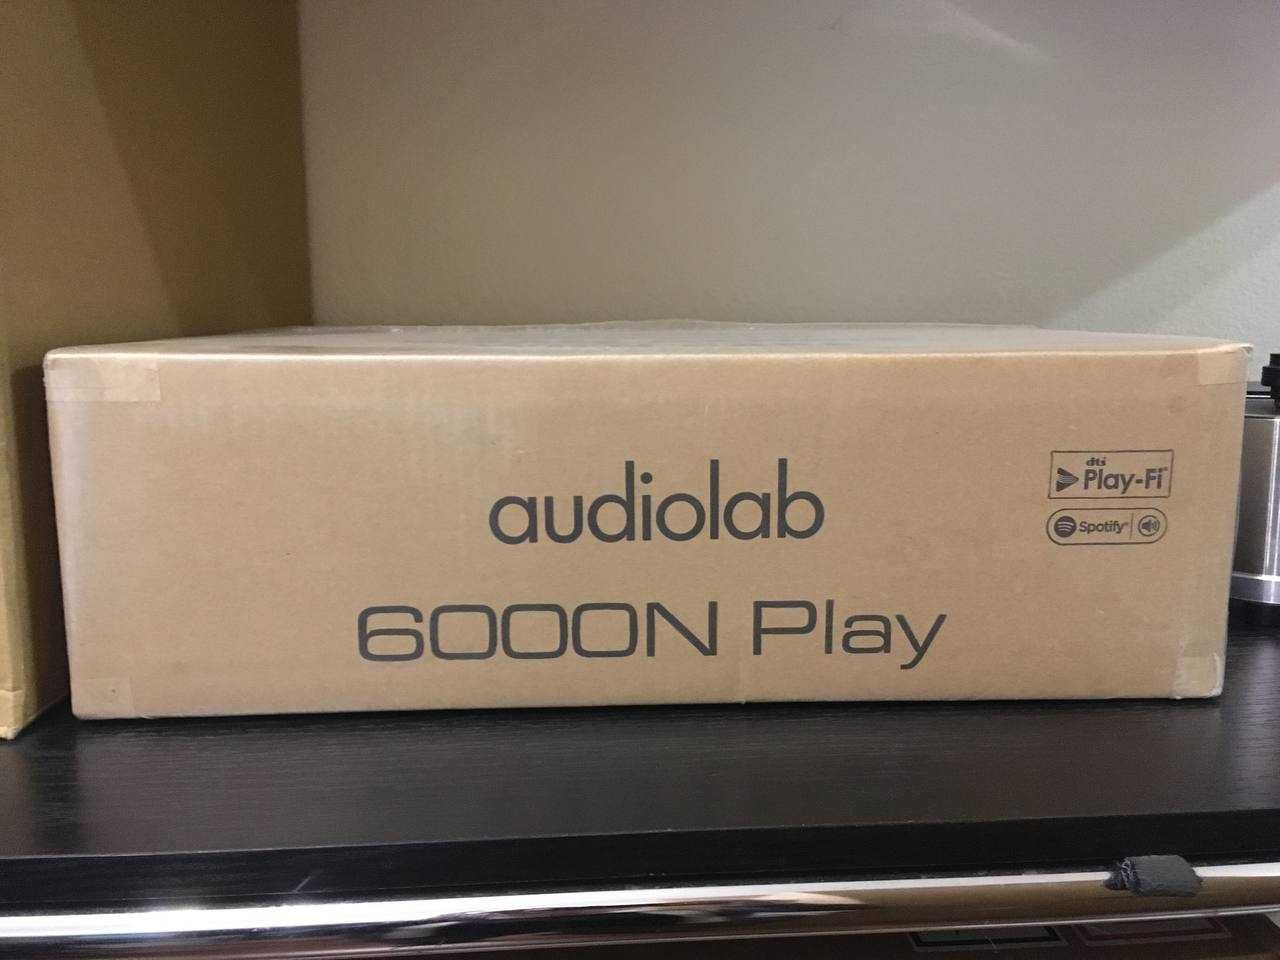 audiolab
6000N Play
dts
Play-Fi®
Spotify®